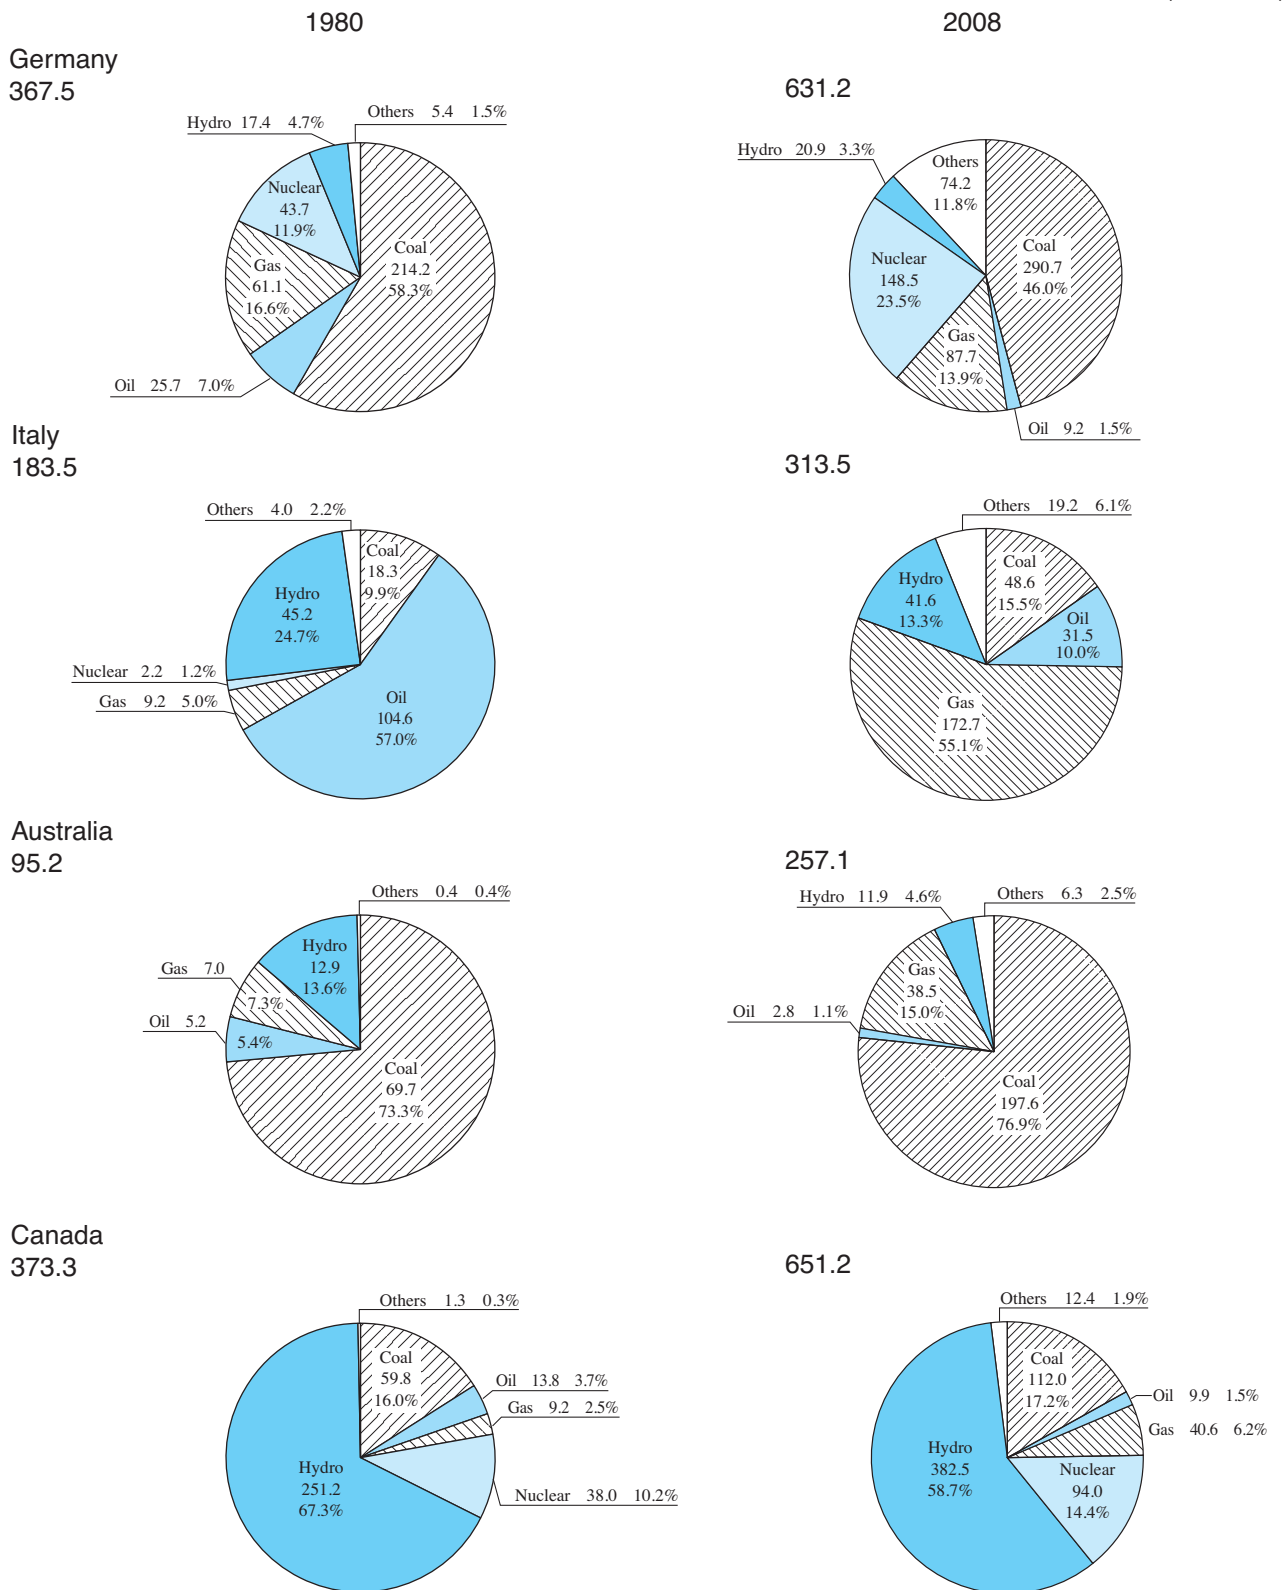 1980
2008
Germany
367.5
631.2
Others 5.4 1.5%
Hydro 17.4 4.7%
Nuclear
43.7
11.9%
Gas
61.1
16.6%
Coal
214.2
58.3%
Oil 25.7 7.0%
Hydro 20.9 3.3%
Others
74.2
11.8%
Coal
290.7
46.0%
Nuclear
148.5
23.5%
Gas
87.7
13.9%
Oil 9.2 1.5%
Italy
183.5
313.5
Others 4.0 2.2%
Coal
18.3
9.9%
Hydro
45.2
24.7%
Nuclear 2.2 1.2%
Gas 9.2 5.0%
Oil
104.6
57.0%
Others 19.2 6.1%
Coal
48.6
15.5%
Hydro
41.6
13.3%
Oil
31.5
10.0%
Gas
172.7
55.1%
Australia
95.2
257.1
Others 0.4 0.4%
Hydro
12.9
13.6%
Gas 7.0
7.3%
Oil 5.2
5.4%
Coal
69.7
73.3%
Hydro 11.9 4.6%
Others 6.3 2.5%
Gas
38.5
15.0%
Oil 2.8 1.1%
Coal
197.6
76.9%
Canada
373.3
651.2
Others 1.3 0.3%
Coal
59.8
16.0%
Oil 13.8 3.7%
Gas 9.2 2.5%
Hydro
251.2
67.3%
Nuclear 38.0 10.2%
Others 12.4 1.9%
Coal
112.0
17.2%
Oil 9.9 1.5%
Gas 40.6 6.2%
Hydro
382.5
58.7%
Nuclear
94.0
14.4%